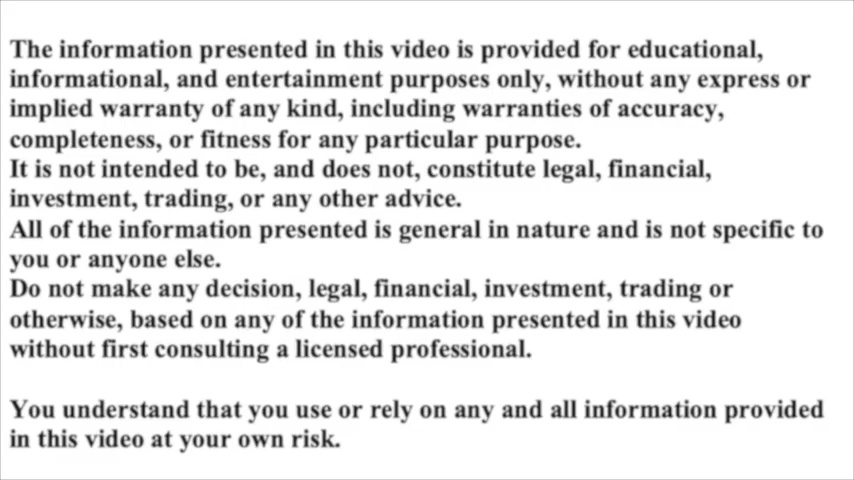 The information presented in this video is provided for educational,
informational, and entertainment purposes only, without any express or
implied warranty of any kind, including warranties of accuracy,
completeness, or fitness for any particular purpose.
It is not intended to be, and does not, constitute legal, financial,
investment, trading, or any other advice.
All of the information presented is general in nature and is not specific to
you or anyone else.
Do not make any decision, legal, financial, investment, trading or
otherwise, based on any of the information presented in this video
without first consulting a licensed professional.
You understand that you use or rely on any and all information provided
in this video at your own risk.